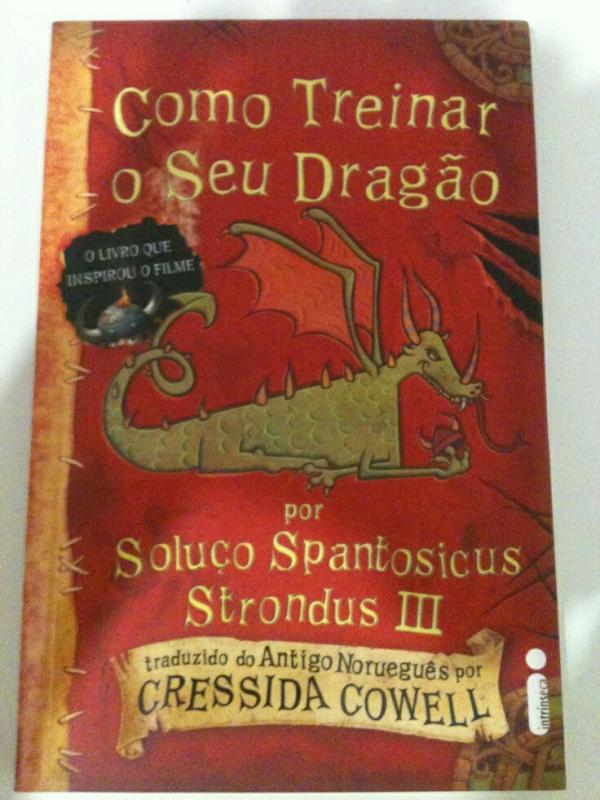 Como Treinar
o Seu Dragão
O LIVRO QUE
INSPIROU O FILME
por
Soluço Spantosicus
Strondus III
traduzido do Antigo Norueguês por
CRESSIDA COWELL
intrínseca